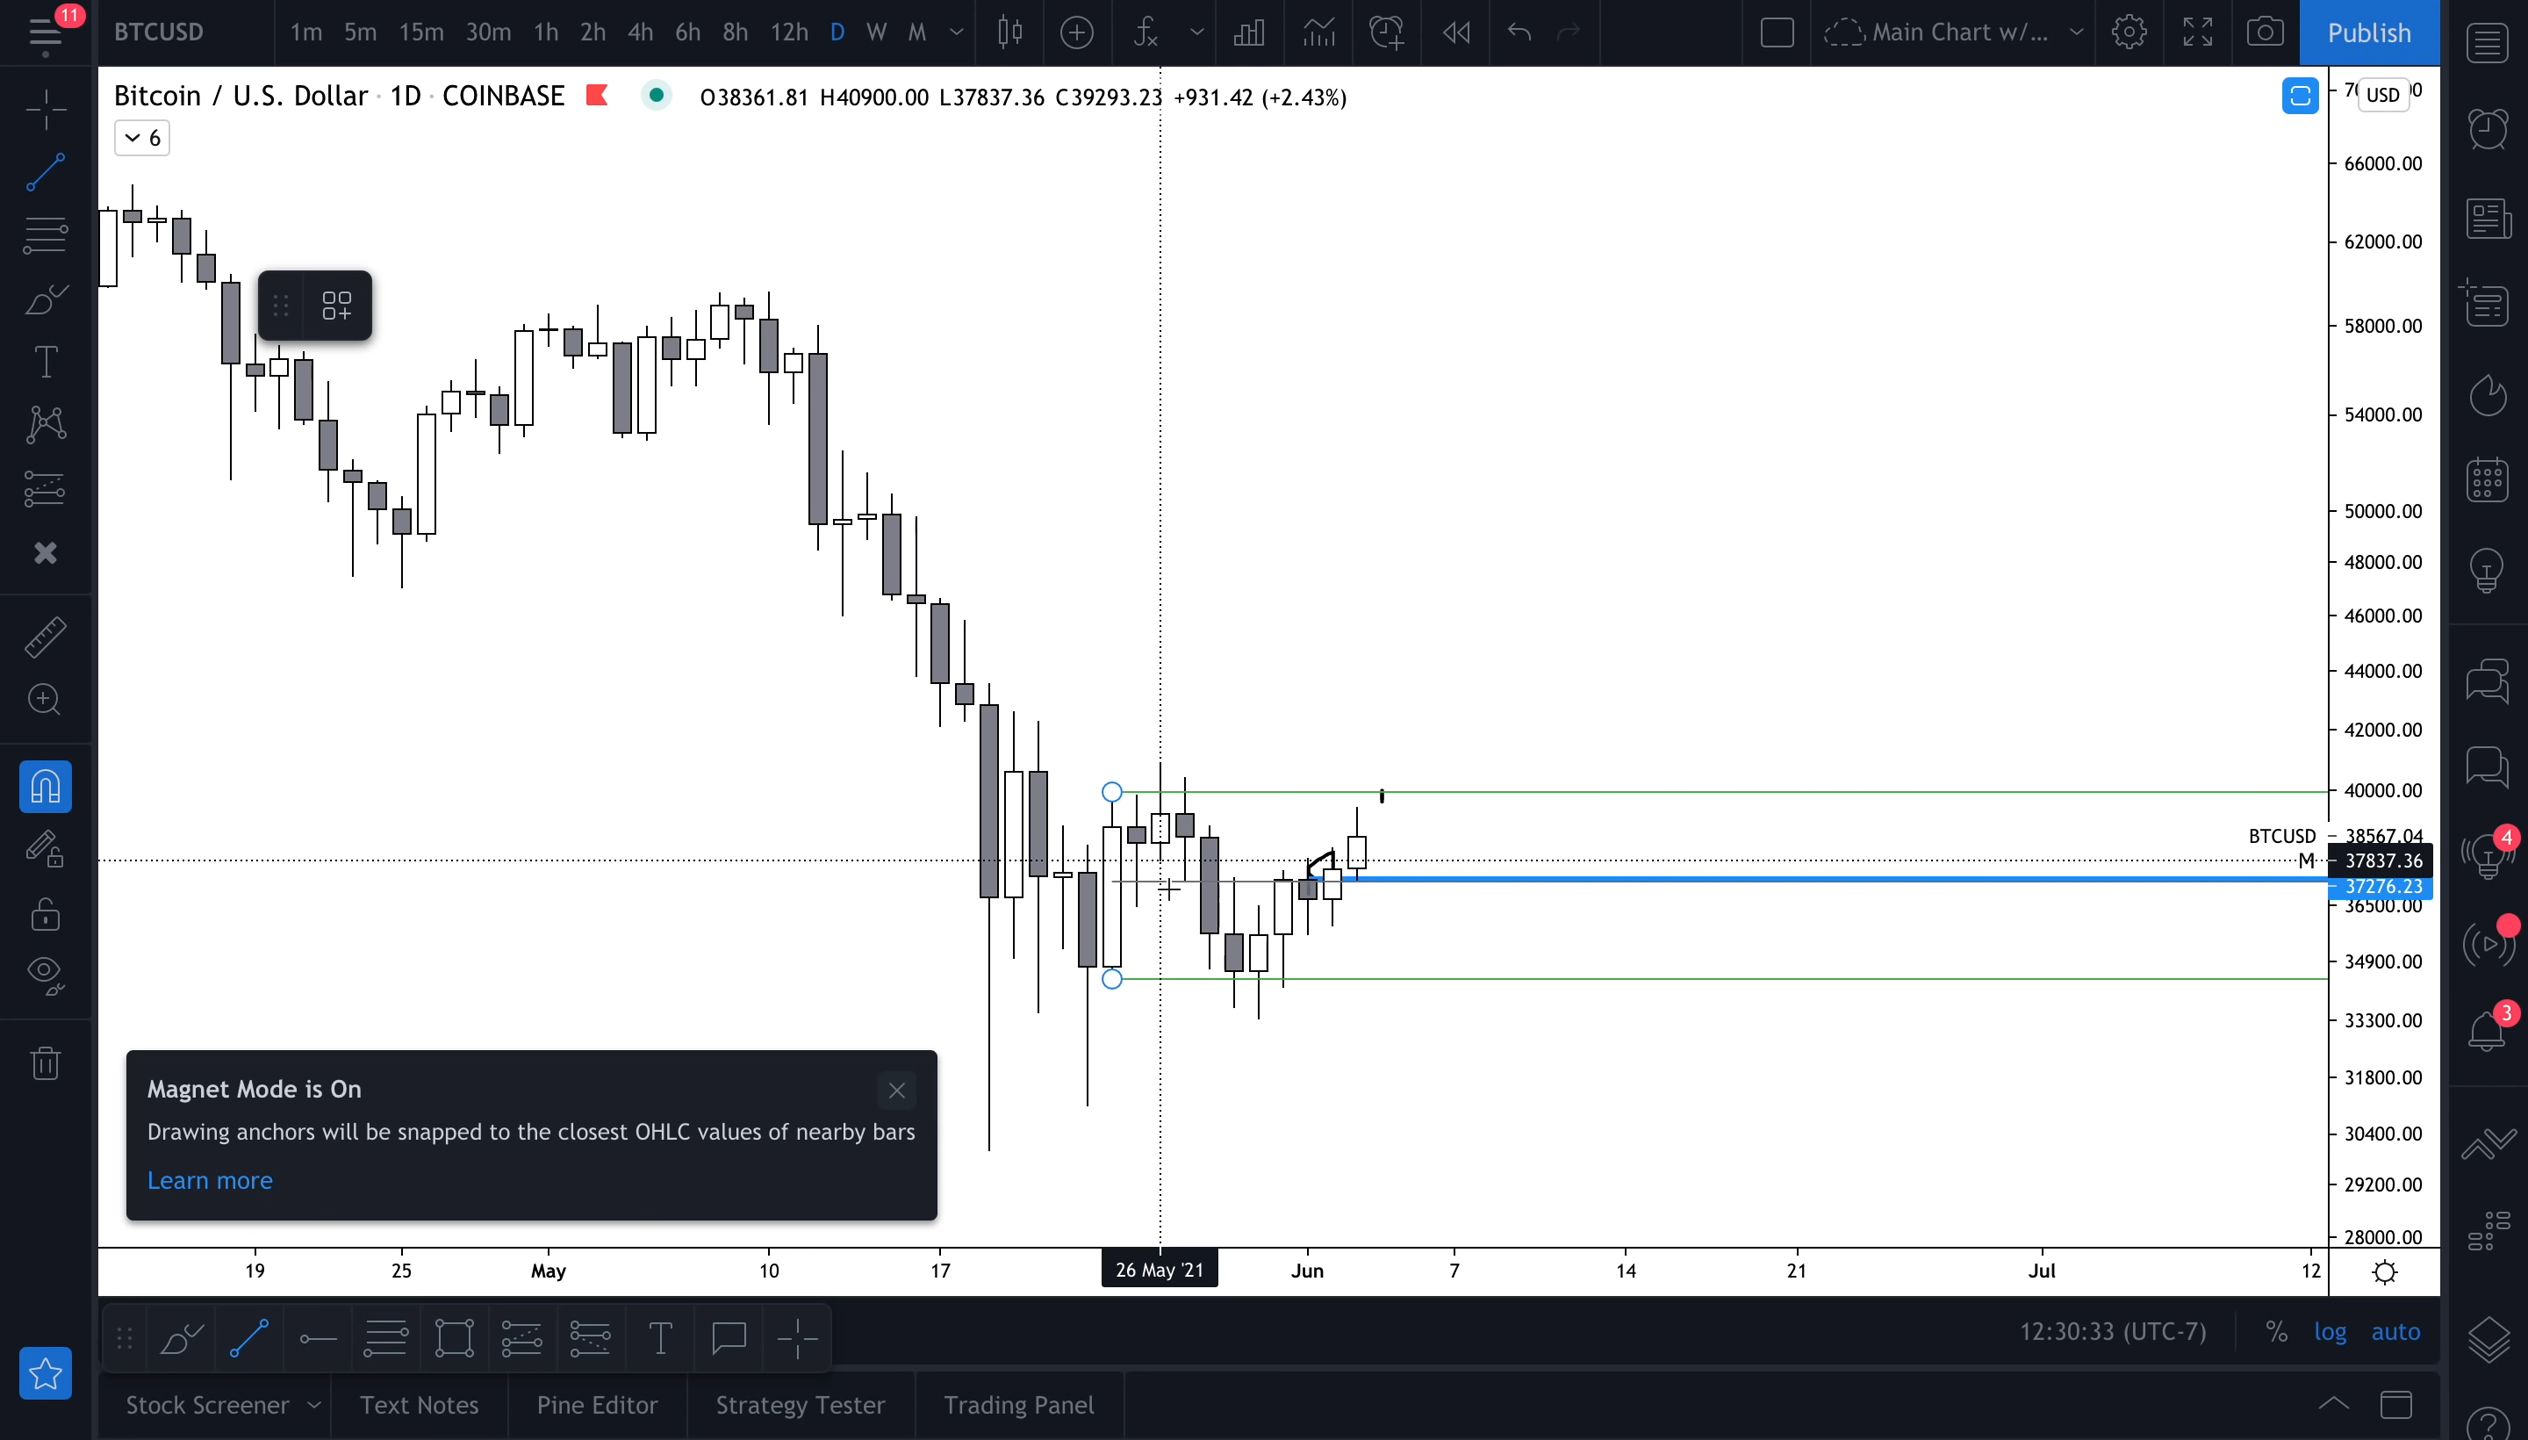 11
BTCUSD 1m 5m 15m 30m 1h 2h 4h 6h 8h 12h D W M Main Chart w/... Publish
Bitcoin / U.S. Dollar · 1D · COINBASE O38361.81 H40900.00 L37837.36 C39293.23 +931.42 (+2.43%)
USD
6
66000.00
62000.00
58000.00
54000.00
50000.00
48000.00
46000.00
44000.00
42000.00
40000.00
BTCUSD 38567.04
M 37837.36
37276.23
36500.00
34900.00
33300.00
31800.00
30400.00
29200.00
28000.00
4
3
Magnet Mode is On
Drawing anchors will be snapped to the closest OHLC values of nearby bars
Learn more
19 25 May 10 17 26 May '21 Jun 7 14 21 Jul 12
12:30:33 (UTC-7) % log auto
Stock Screener Text Notes Pine Editor Strategy Tester Trading Panel